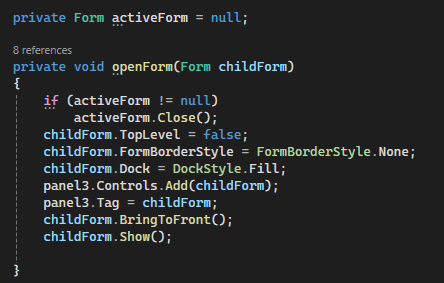 private Form activeForm = null;
8 references
private void openForm(Form childForm)
{
if (activeForm != null)
activeForm.Close();
childForm.TopLevel = false;
childForm.FormBorderStyle = FormBorderStyle.None;
childForm.Dock = DockStyle.Fill;
panel3.Controls.Add(childForm);
panel3.Tag = childForm;
childForm.BringToFront();
childForm.Show();
}